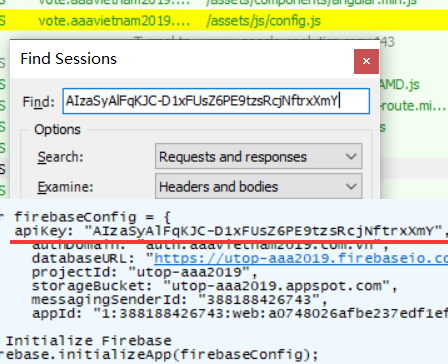 vote.aaavietnam2019.... /assets/components/angular.min.js
vote.aaavietnam2019.... /assets/js/config.js
Find Sessions
AMD.js
Find: AIzaSyAlFqKJC-D1xFUsZ6PE9tzsRcjNftrxXmY
-route.mi...
Options
js
Search: Requests and responses
Examine: Headers and bodies
r firebaseConfig = {
apiKey: "AIzaSyAlFqKJC-D1xFUsZ6PE9tzsRcjNftrxXmY",
authDomain: "auth.aaavietnam2019.com.vn",
databaseURL: "https://utop-aaa2019.firebaseio.co
projectId: "utop-aaa2019",
storageBucket: "utop-aaa2019.appspot.com",
messagingSenderId: "388188426743",
appId: "1:388188426743:web:a0748026afbe237edf1ef
Initialize Firebase
rebase.initializeApp(firebaseConfig);